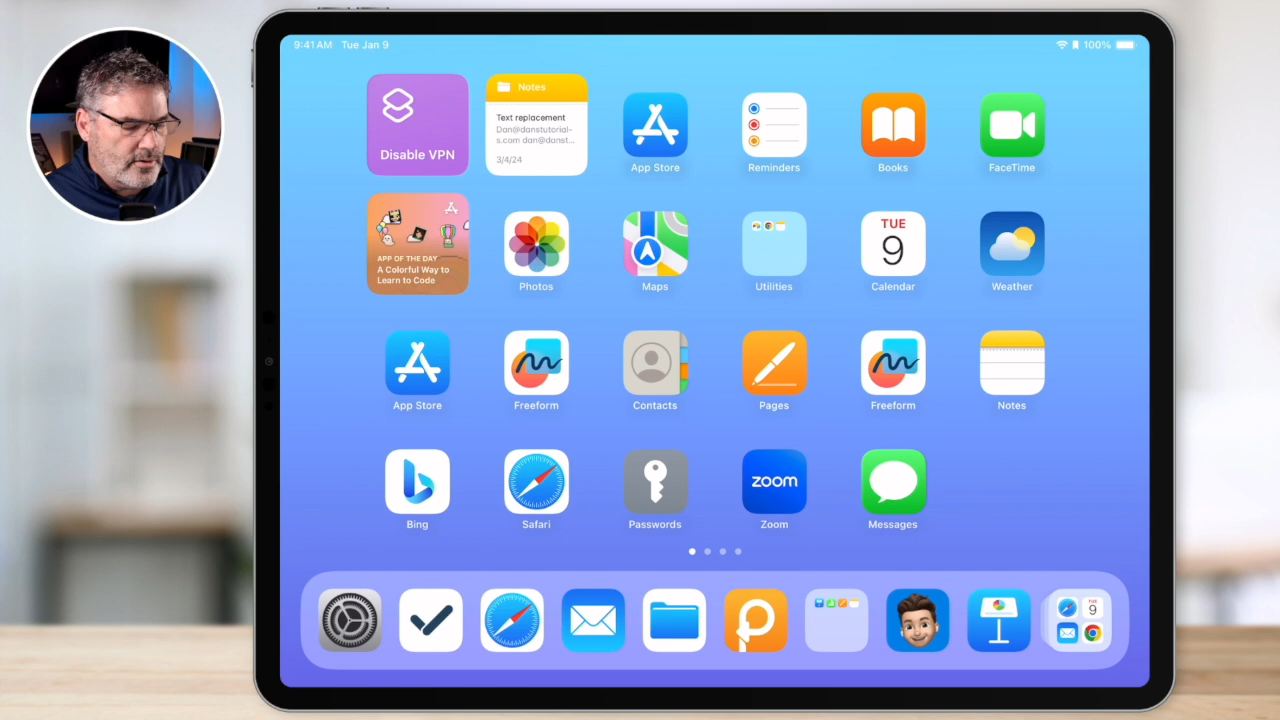 9:41 AM Tue Jan 9
100%
Disable VPN
Notes
Text replacement
Dan@danstutorial-
s.com dan@danst...
3/4/24
App Store
Reminders
Books
FaceTime
APP OF THE DAY
A Colorful Way to
Learn to Code
Photos
Maps
Utilities
TUE
9
Calendar
Weather
App Store
Freeform
Contacts
Pages
Freeform
Notes
Bing
Safari
Passwords
zoom
Zoom
Messages
TUE
9